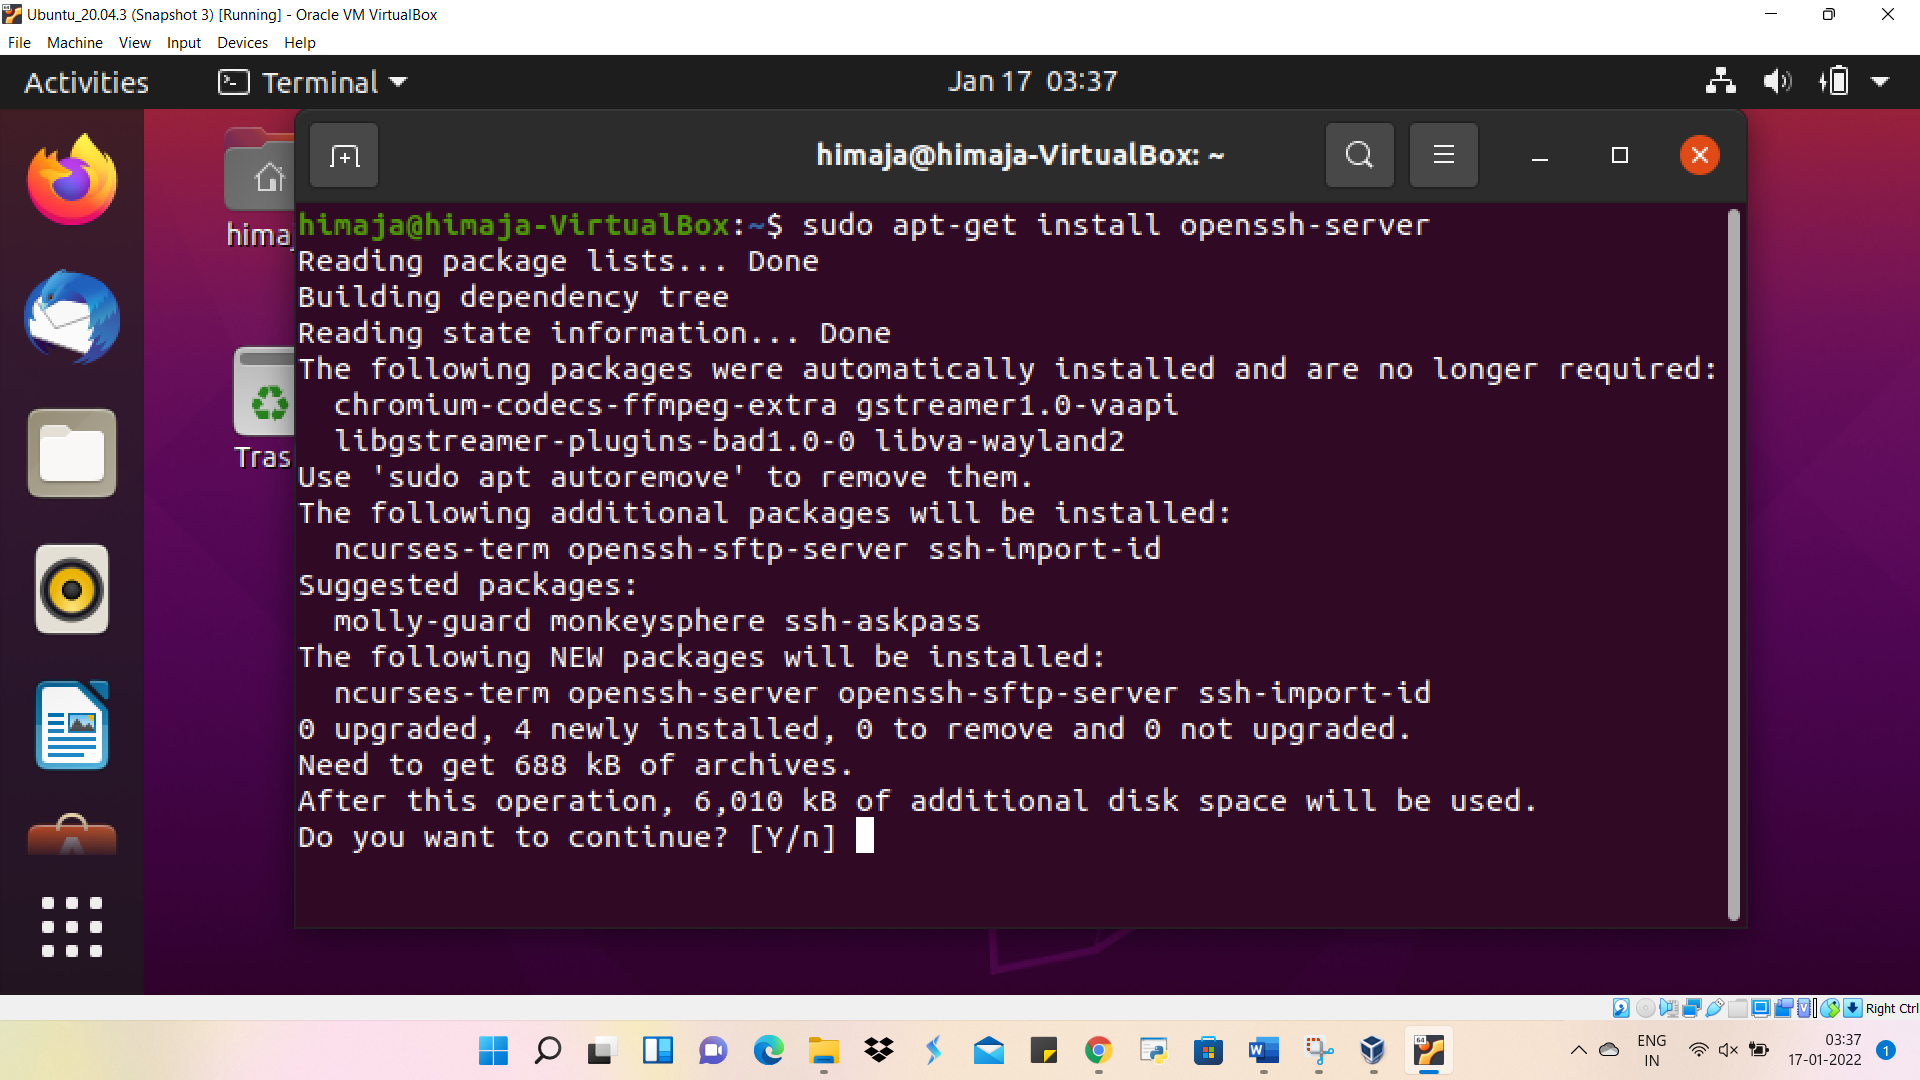 Ubuntu_20.04.3 (Snapshot 3) [Running] - Oracle VM VirtualBox
File Machine View Input Devices Help
Activities Terminal Jan 17 03:37
himaja@himaja-VirtualBox: ~
himaja@himaja-VirtualBox:~$ sudo apt-get install openssh-server
Reading package lists... Done
Building dependency tree
Reading state information... Done
The following packages were automatically installed and are no longer required:
chromium-codecs-ffmpeg-extra gstreamer1.0-vaapi
libgstreamer-plugins-bad1.0-0 libva-wayland2
Use 'sudo apt autoremove' to remove them.
The following additional packages will be installed:
ncurses-term openssh-sftp-server ssh-import-id
Suggested packages:
molly-guard monkeysphere ssh-askpass
The following NEW packages will be installed:
ncurses-term openssh-server openssh-sftp-server ssh-import-id
0 upgraded, 4 newly installed, 0 to remove and 0 not upgraded.
Need to get 688 kB of archives.
After this operation, 6,010 kB of additional disk space will be used.
Do you want to continue? [Y/n]
himaj
Tras
Right Ctrl
ENG
IN
03:37
17-01-2022
1